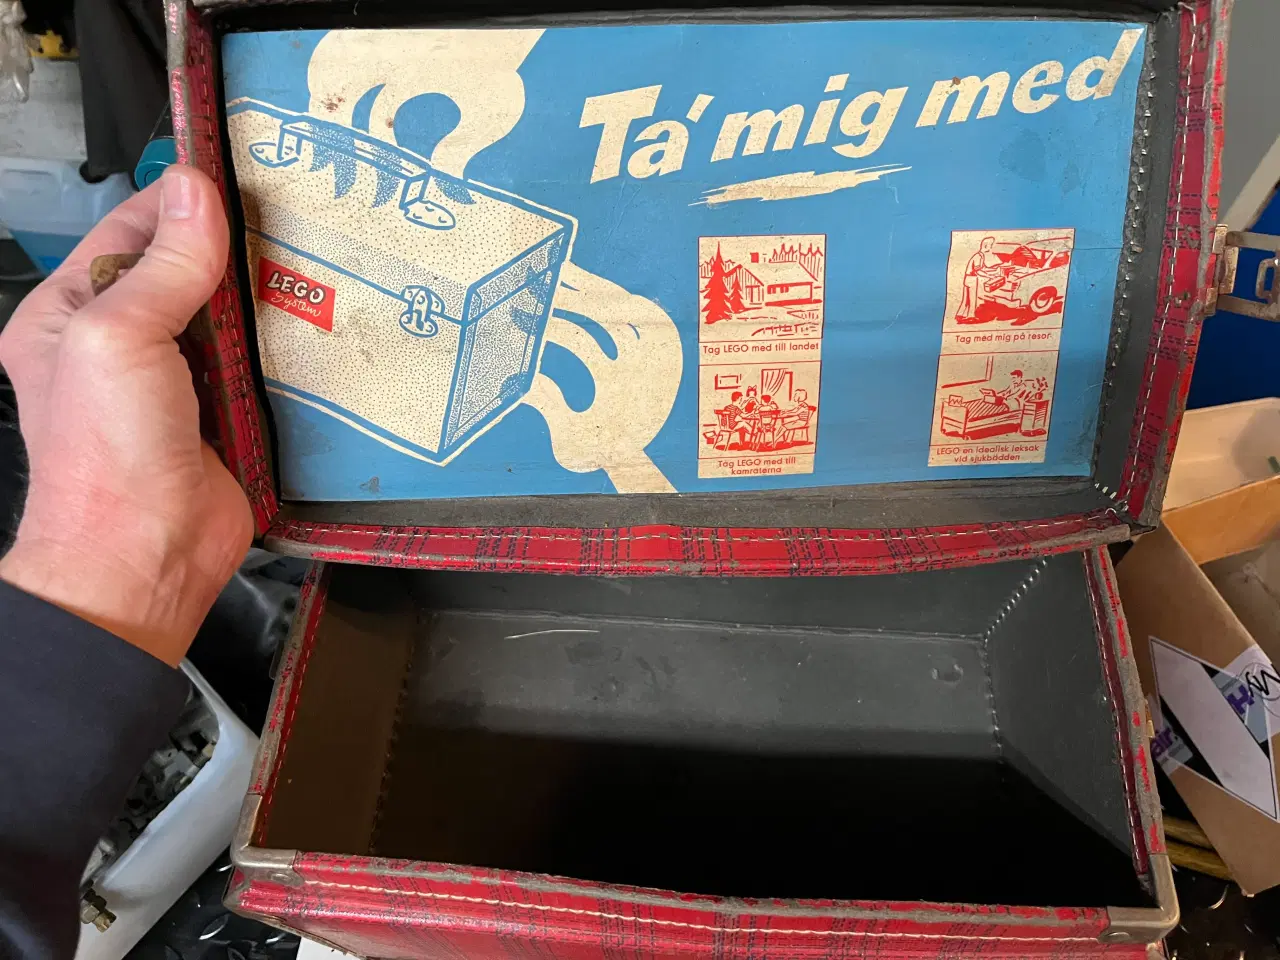 Ta' mig med
LEGO
System
Tag LEGO med till landet
Tag med mig på resor
Tag LEGO med till
kamraterna
LEGO en idealisk leksak
vid sjukbädden